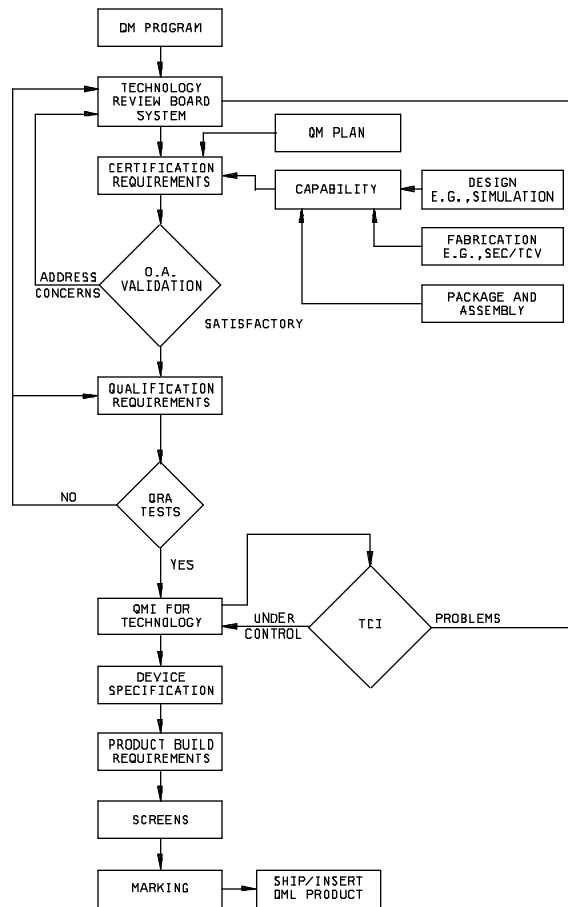 QM PROGRAM
TECHNOLOGY
REVIEW BOARD
SYSTEM
QM PLAN
CERTIFICATION
REQUIREMENTS
CAPABILITY
DESIGN
E.G.,SIMULATION
FABRICATION
E.G.,SEC/TCV
PACKAGE AND
ASSEMBLY
O.A.
VALIDATION
ADDRESS
CONCERNS
SATISFACTORY
QUALIFICATION
REQUIREMENTS
QRA
TESTS
NO
YES
QMI FOR
TECHNOLOGY
UNDER
CONTROL
TCI
PROBLEMS
DEVICE
SPECIFICATION
PRODUCT BUILD
REQUIREMENTS
SCREENS
MARKING
SHIP/INSERT
QML PRODUCT